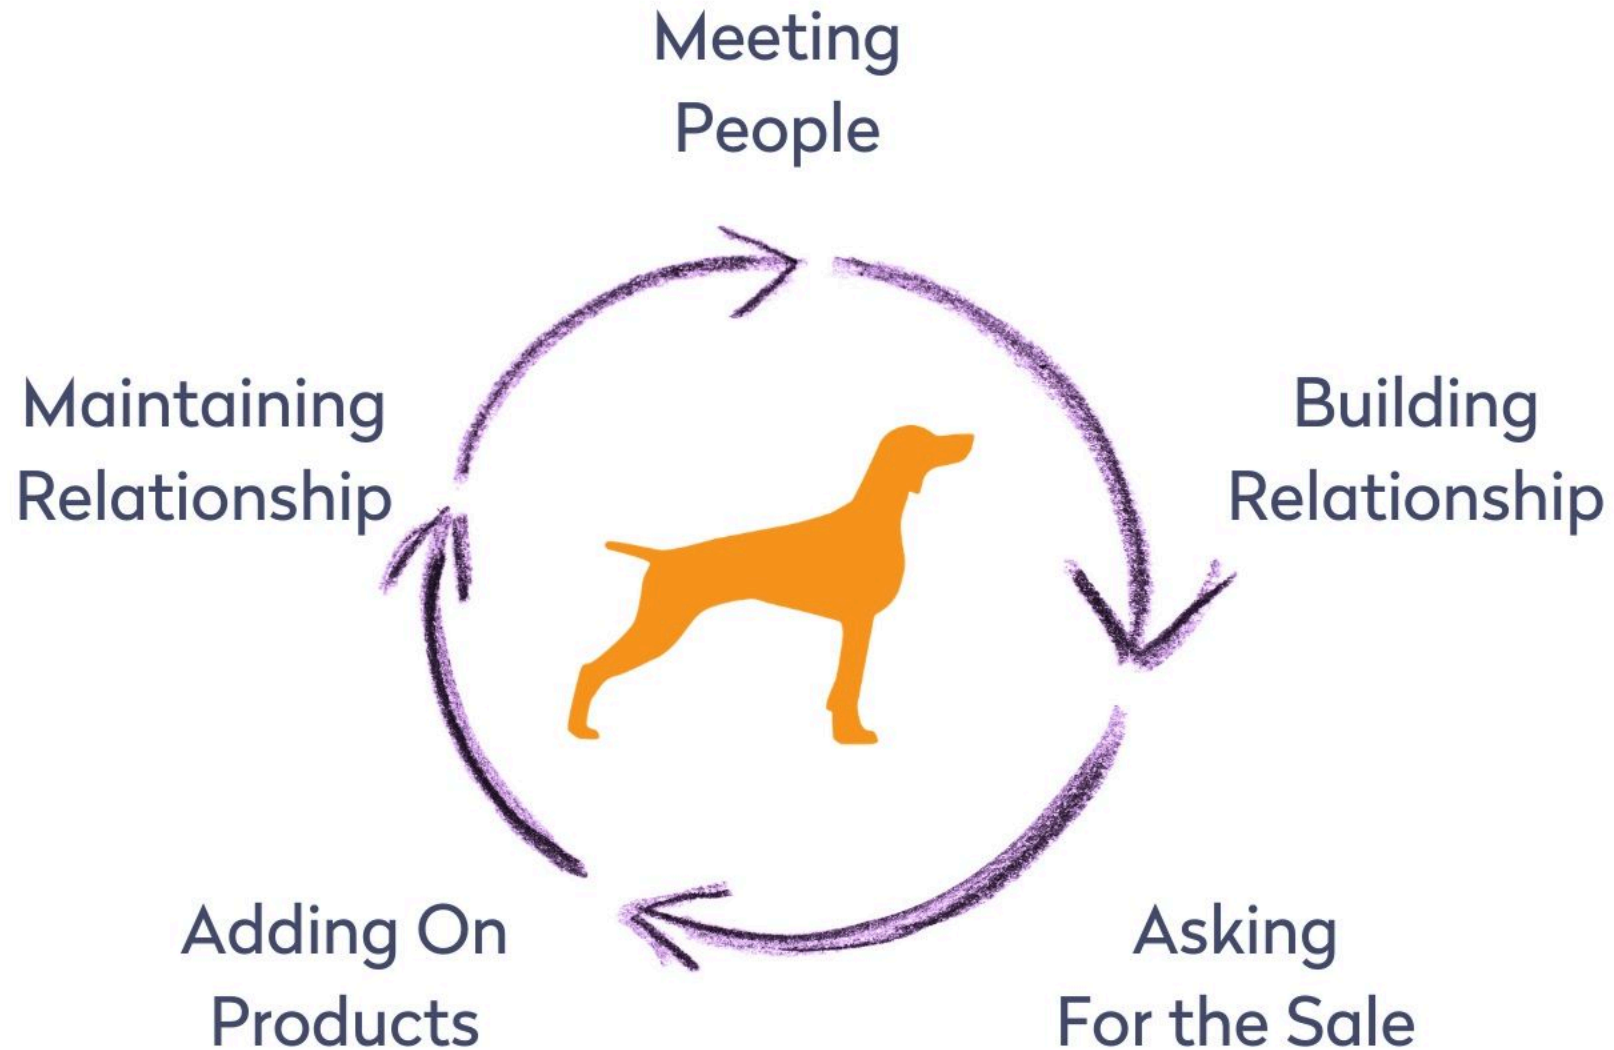 Meeting
People
Building
Relationship
Asking
For the Sale
Adding On
Products
Maintaining
Relationship